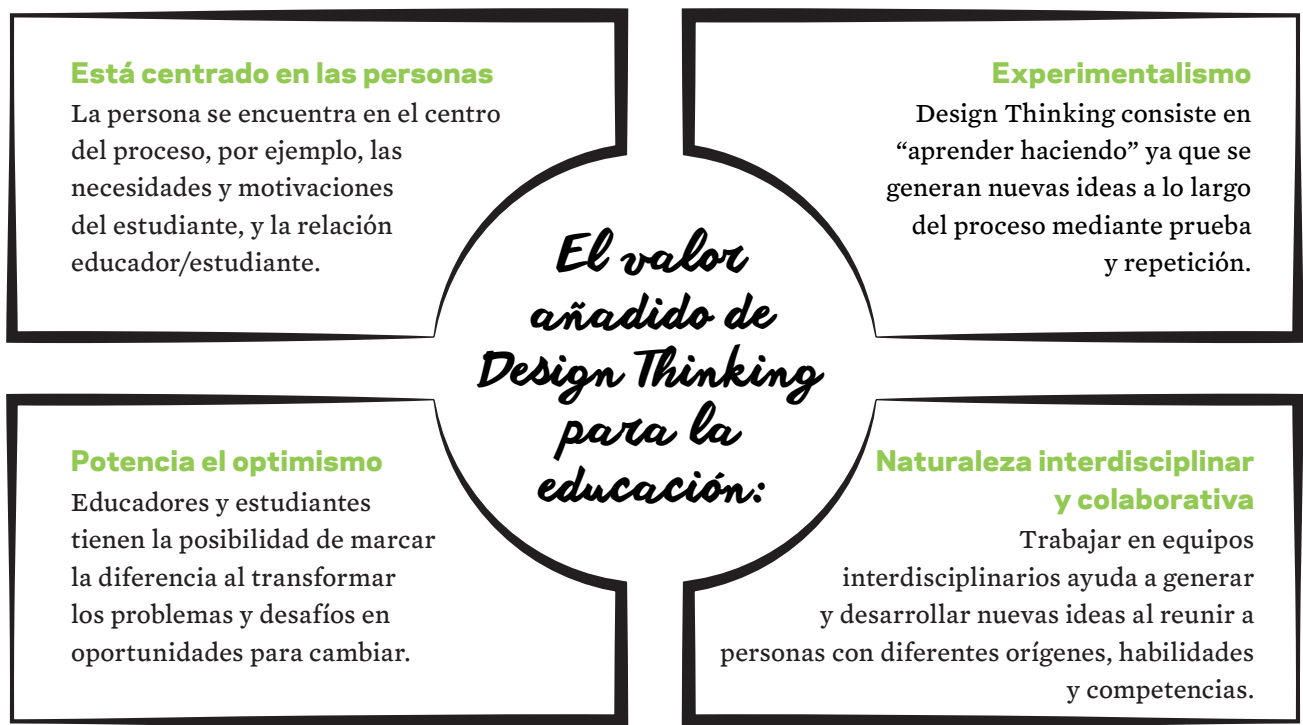 Está centrado en las personas
La persona se encuentra en el centro
del proceso, por ejemplo, las
necesidades y motivaciones
del estudiante, y la relación
educador/estudiante.
Experimentalismo
Design Thinking consiste en
“aprender haciendo” ya que se
generan nuevas ideas a lo largo
del proceso mediante prueba
y repetición.
El valor
añadido de
Design Thinking
para la
educación:
Potencia el optimismo
Educadores y estudiantes
tienen la posibilidad de marcar
la diferencia al transformar
los problemas y desafíos en
oportunidades para cambiar.
Naturaleza interdisciplinar
y colaborativa
Trabajar en equipos
interdisciplinarios ayuda a generar
y desarrollar nuevas ideas al reunir a
personas con diferentes orígenes, habilidades
y competencias.